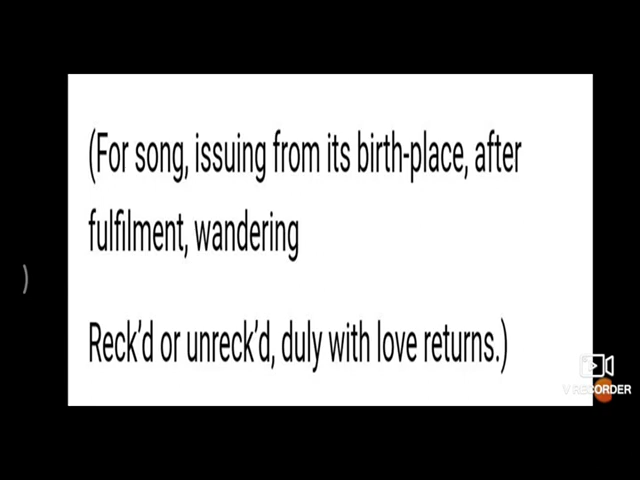 (For song, issuing from its birth-place, after
fulfilment, wandering
Reck'd or unreck'd, duly with love returns.)
V RECORDER